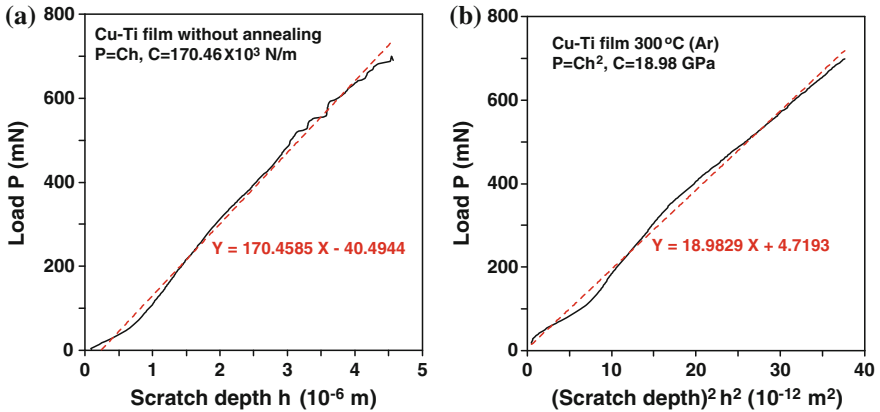 (a)
Cu-Ti film without annealing
P=Ch, C=170.46X10³ N/m
Y = 170.4585 X - 40.4944
Load P (mN)
800
600
400
200
0
0 1 2 3 4 5
Scratch depth h (10⁻⁶ m)
(b)
Cu-Ti film 300°C (Ar)
P=Ch², C=18.98 GPa
Y = 18.9829 X + 4.7193
Load P (mN)
800
600
400
200
0
0 10 20 30 40
(Scratch depth)² h² (10⁻¹² m²)